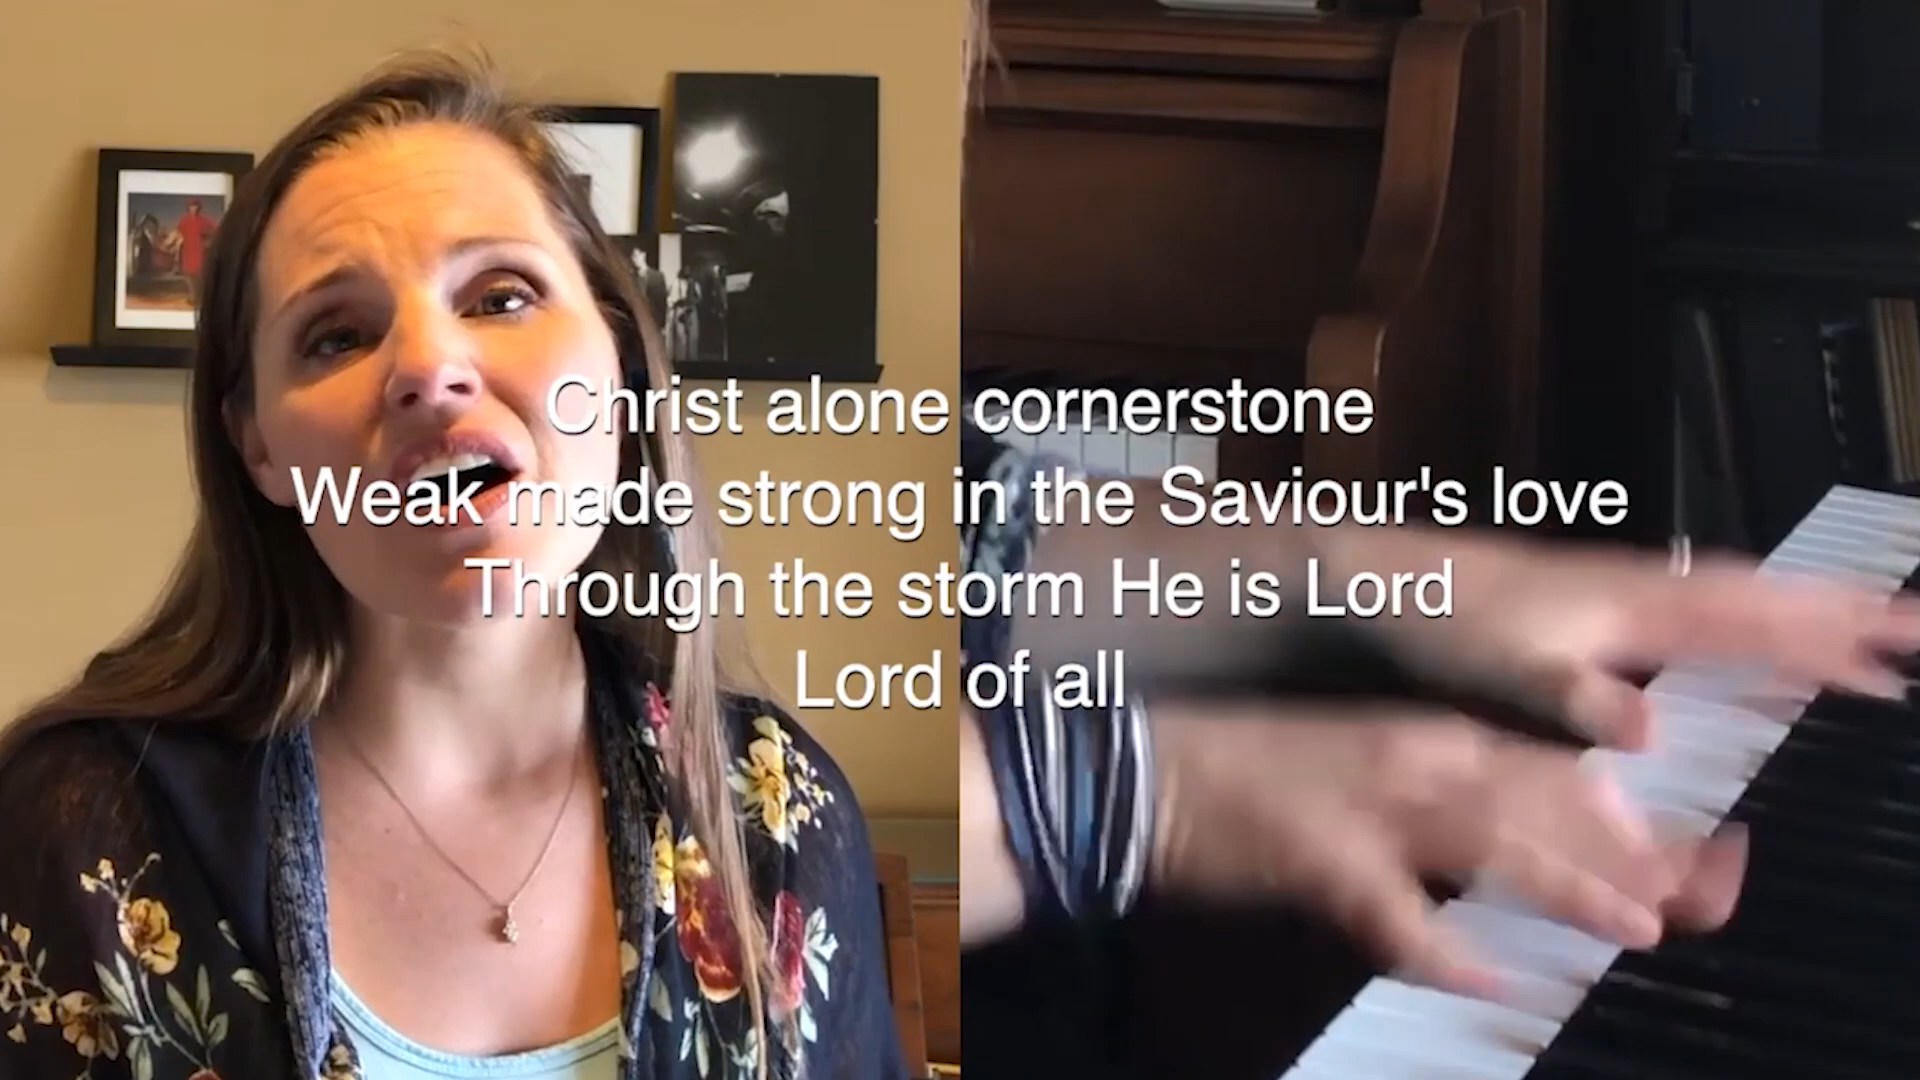 Christ alone cornerstone
Weak made strong in the Saviour's love
Through the storm He is Lord
Lord of all